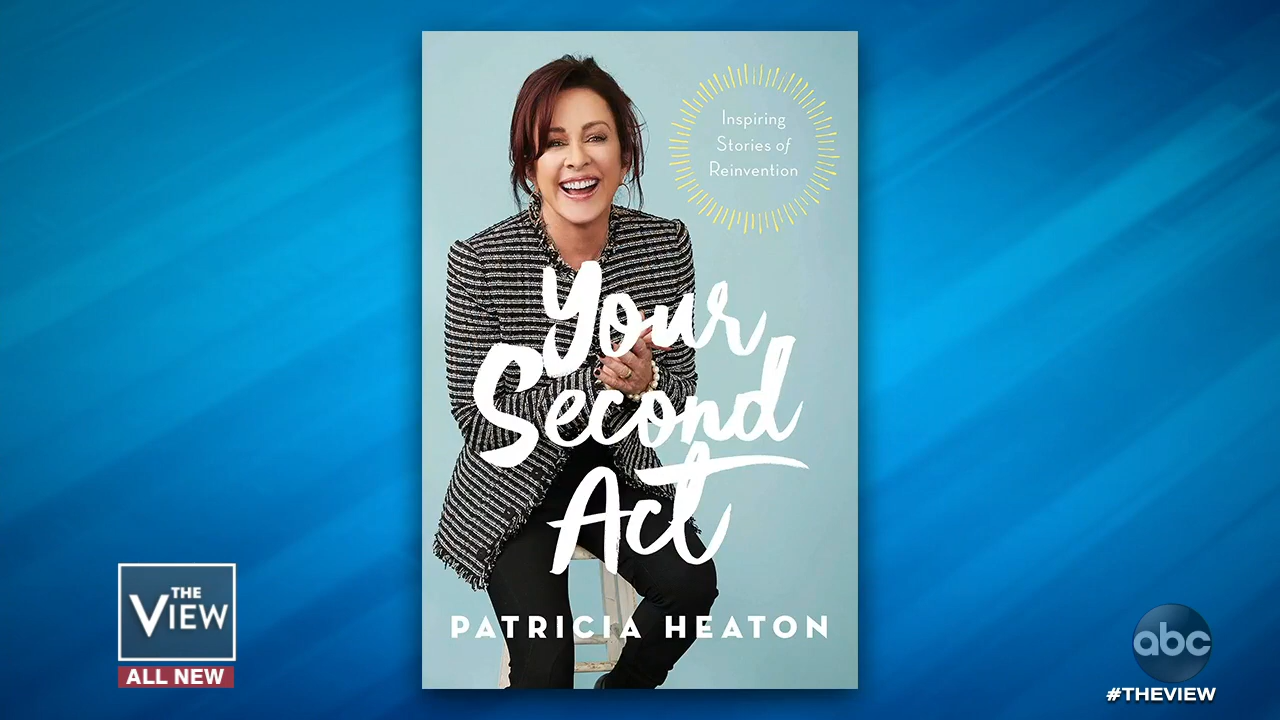 Inspiring
Stories of
Reinvention
Your
Second
Act
PATRICIA HEATON
THE
VIEW
ALL NEW
abc
#THEVIEW